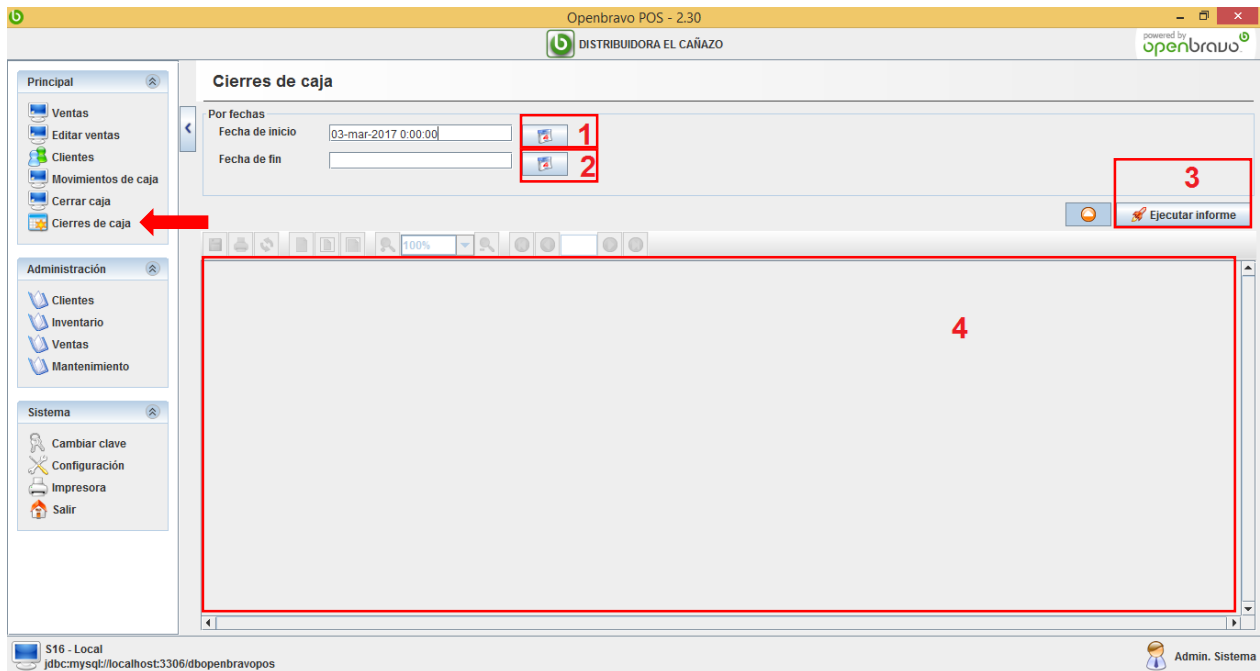 Openbravo POS - 2.30
DISTRIBUIDORA EL CAÑAZO
powered by
openbravo
Principal
Ventas
Editar ventas
Clientes
Movimientos de caja
Cerrar caja
Cierres de caja
Administración
Clientes
Inventario
Ventas
Mantenimiento
Sistema
Cambiar clave
Configuración
Impresora
Salir
Cierres de caja
Por fechas
Fecha de inicio 03-mar-2017 0:00:00 1
Fecha de fin 2
3
Ejecutar informe
100%
4
S16 - Local
jdbc:mysql://localhost:3306/dbopenbravopos
Admin. Sistema